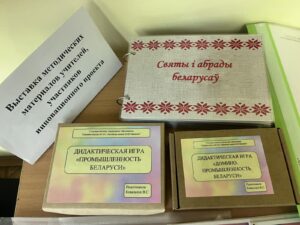 Выставка методических
материалов учителей,
участников
инновационного проекта
Святы і абрады
беларусаў
ДИДАКТИЧЕСКАЯ ИГРА
«ПРОМЫШЛЕННОСТЬ
БЕЛАРУСИ»
ДИДАКТИЧЕСКАЯ ИГРА
«ДОМИНО.
ПРОМЫШЛЕННОСТЬ
БЕЛАРУСИ»